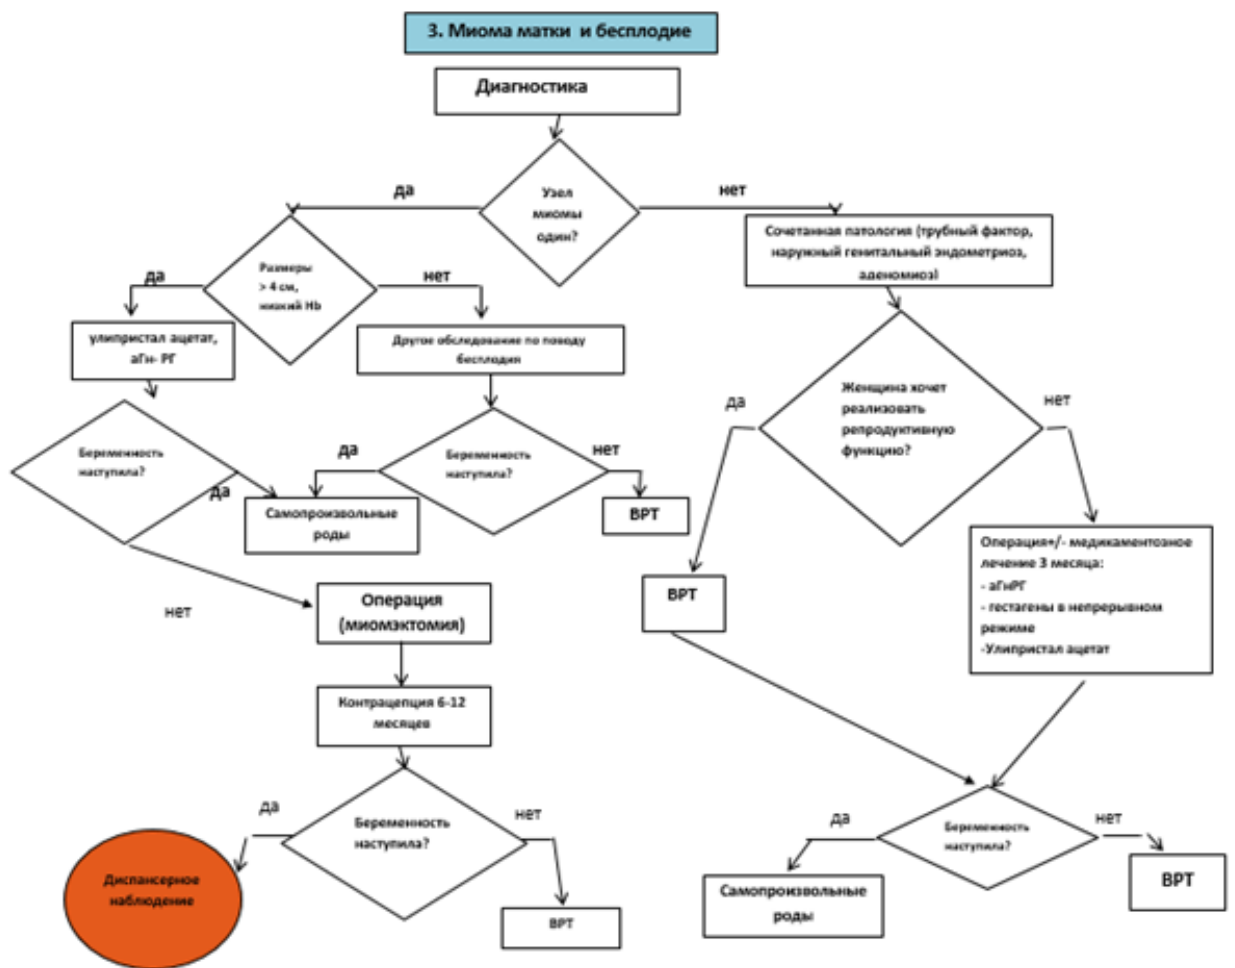 3. Миома матки и бесплодие
Диагностика
Узел
миомы
один?
да
нет
Размеры
> 4 см,
низкий Hb
да
нет
Сочетанная патология (трубный фактор,
наружный генитальный эндометриоз,
аденомиоз)
улипристал ацетат,
аГн- РГ
Другое обследование по поводу
бесплодия
Женщина хочет
реализовать
репродуктивную
функцию?
да
нет
Беременность
наступила?
да
Беременность
наступила?
да
нет
Самопроизвольные
роды
ВРТ
нет
Операция
(миомэктомия)
ВРТ
Операция+/- медикаментозное
лечение 3 месяца:
- аГнРГ
- гестагены в непрерывном
режиме
-Улипристал ацетат
Контрацепция 6-12
месяцев
Беременность
наступила?
да
нет
Беременность
наступила?
да
нет
Диспансерное
наблюдение
ВРТ
Самопроизвольные
роды
ВРТ